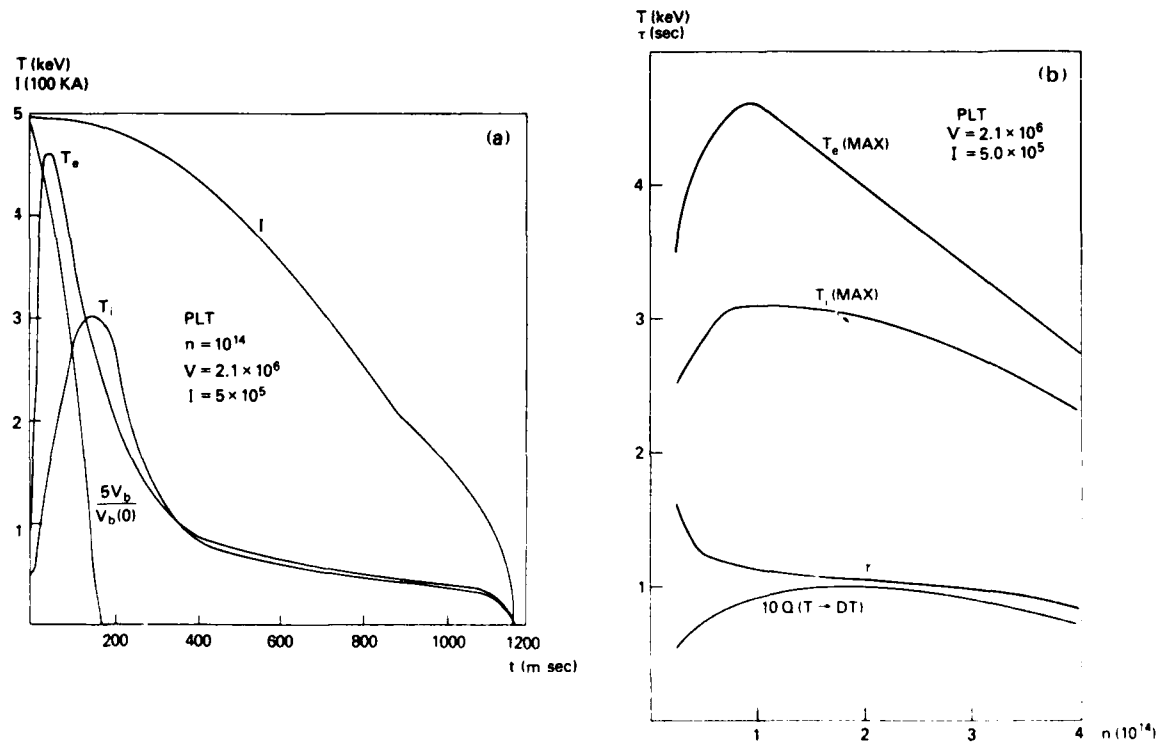 T (keV)
I (100 KA)
5
4
3
2
1
(a)
T_e
I
T_i
PLT
n = 10^14
V = 2.1 × 10^6
I = 5 × 10^5
5V_b
V_b(0)
200
400
600
800
1000
1200
t (m sec)
T (keV)
τ (sec)
(b)
PLT
V = 2.1 × 10^6
I = 5.0 × 10^5
T_e (MAX)
4
T_i (MAX)
3
2
τ
1
10 Q (T → DT)
1
2
3
4
n (10^14)